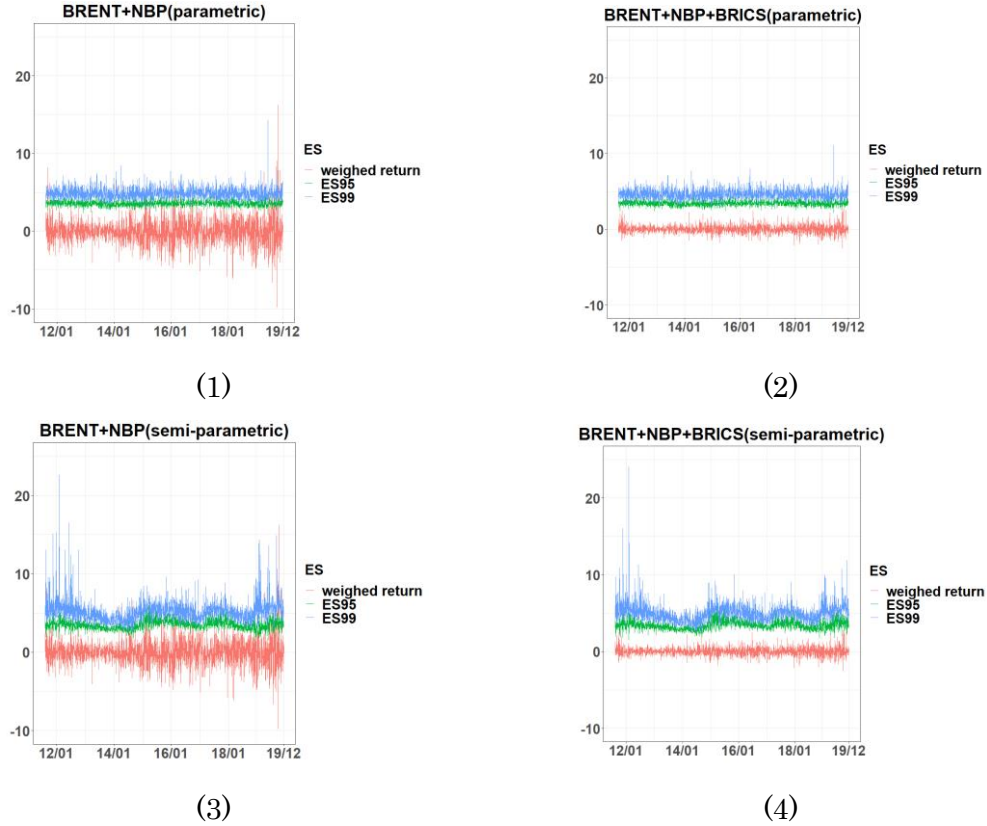 BRENT+NBP(parametric)
20
10
0
-10
12/01 14/01 16/01 18/01 19/12
ES
weighed return
ES95
ES99
(1)
BRENT+NBP+BRICS(parametric)
20
10
0
-10
12/01 14/01 16/01 18/01 19/12
ES
weighed return
ES95
ES99
(2)
BRENT+NBP(semi-parametric)
20
10
0
-10
12/01 14/01 16/01 18/01 19/12
ES
weighed return
ES95
ES99
(3)
BRENT+NBP+BRICS(semi-parametric)
20
10
0
-10
12/01 14/01 16/01 18/01 19/12
ES
weighed return
ES95
ES99
(4)